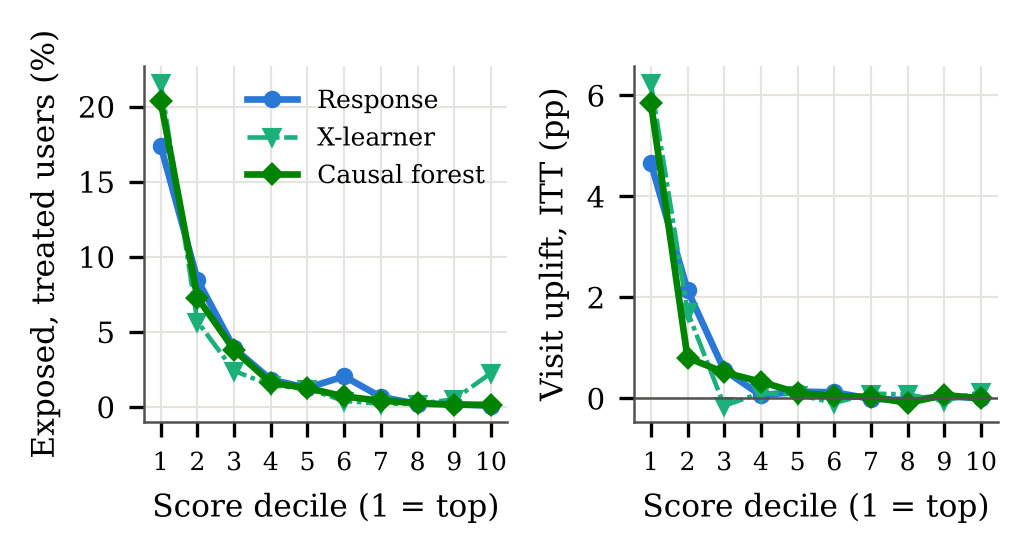 Exposed, treated users (%)
20
15
10
5
0
Response
X-learner
Causal forest
1 2 3 4 5 6 7 8 9 10
Score decile (1 = top)
Visit uplift, ITT (pp)
6
4
2
0
1 2 3 4 5 6 7 8 9 10
Score decile (1 = top)